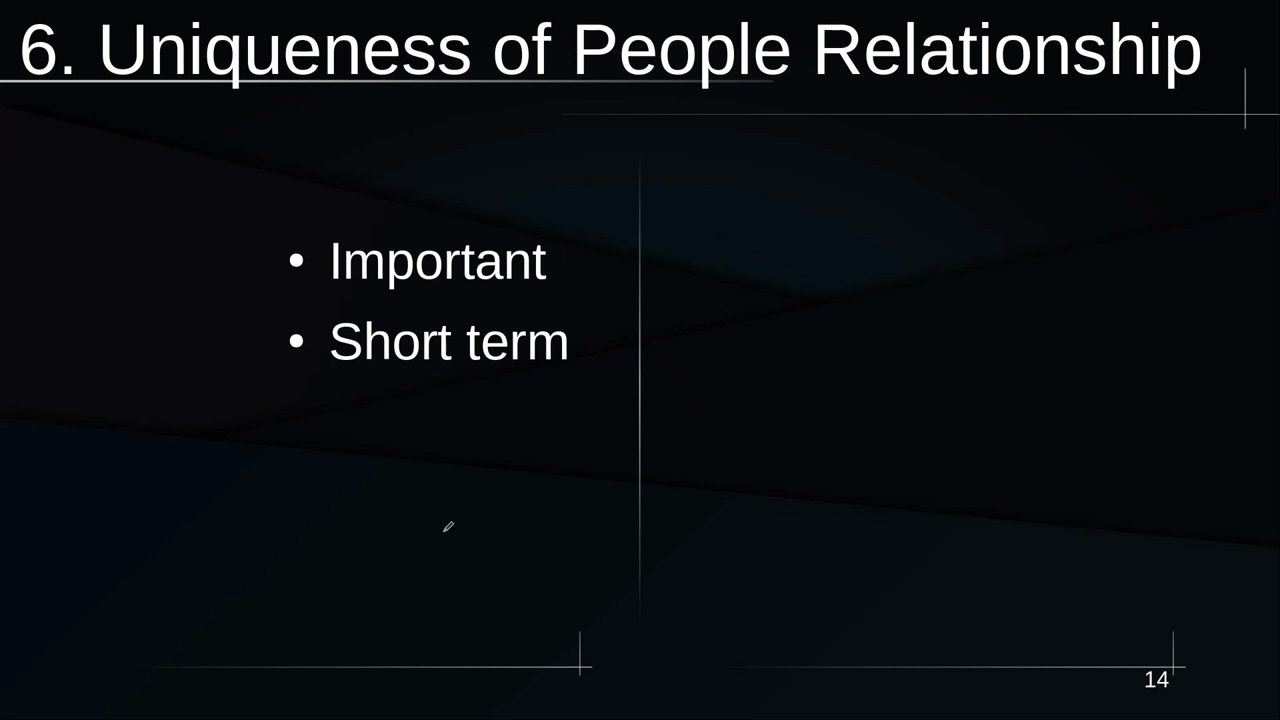 6. Uniqueness of People Relationship
• Important
• Short term
14